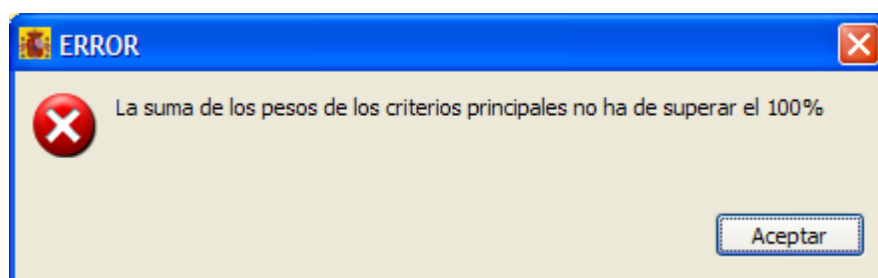 ERROR
La suma de los pesos de los criterios principales no ha de superar el 100%
Aceptar